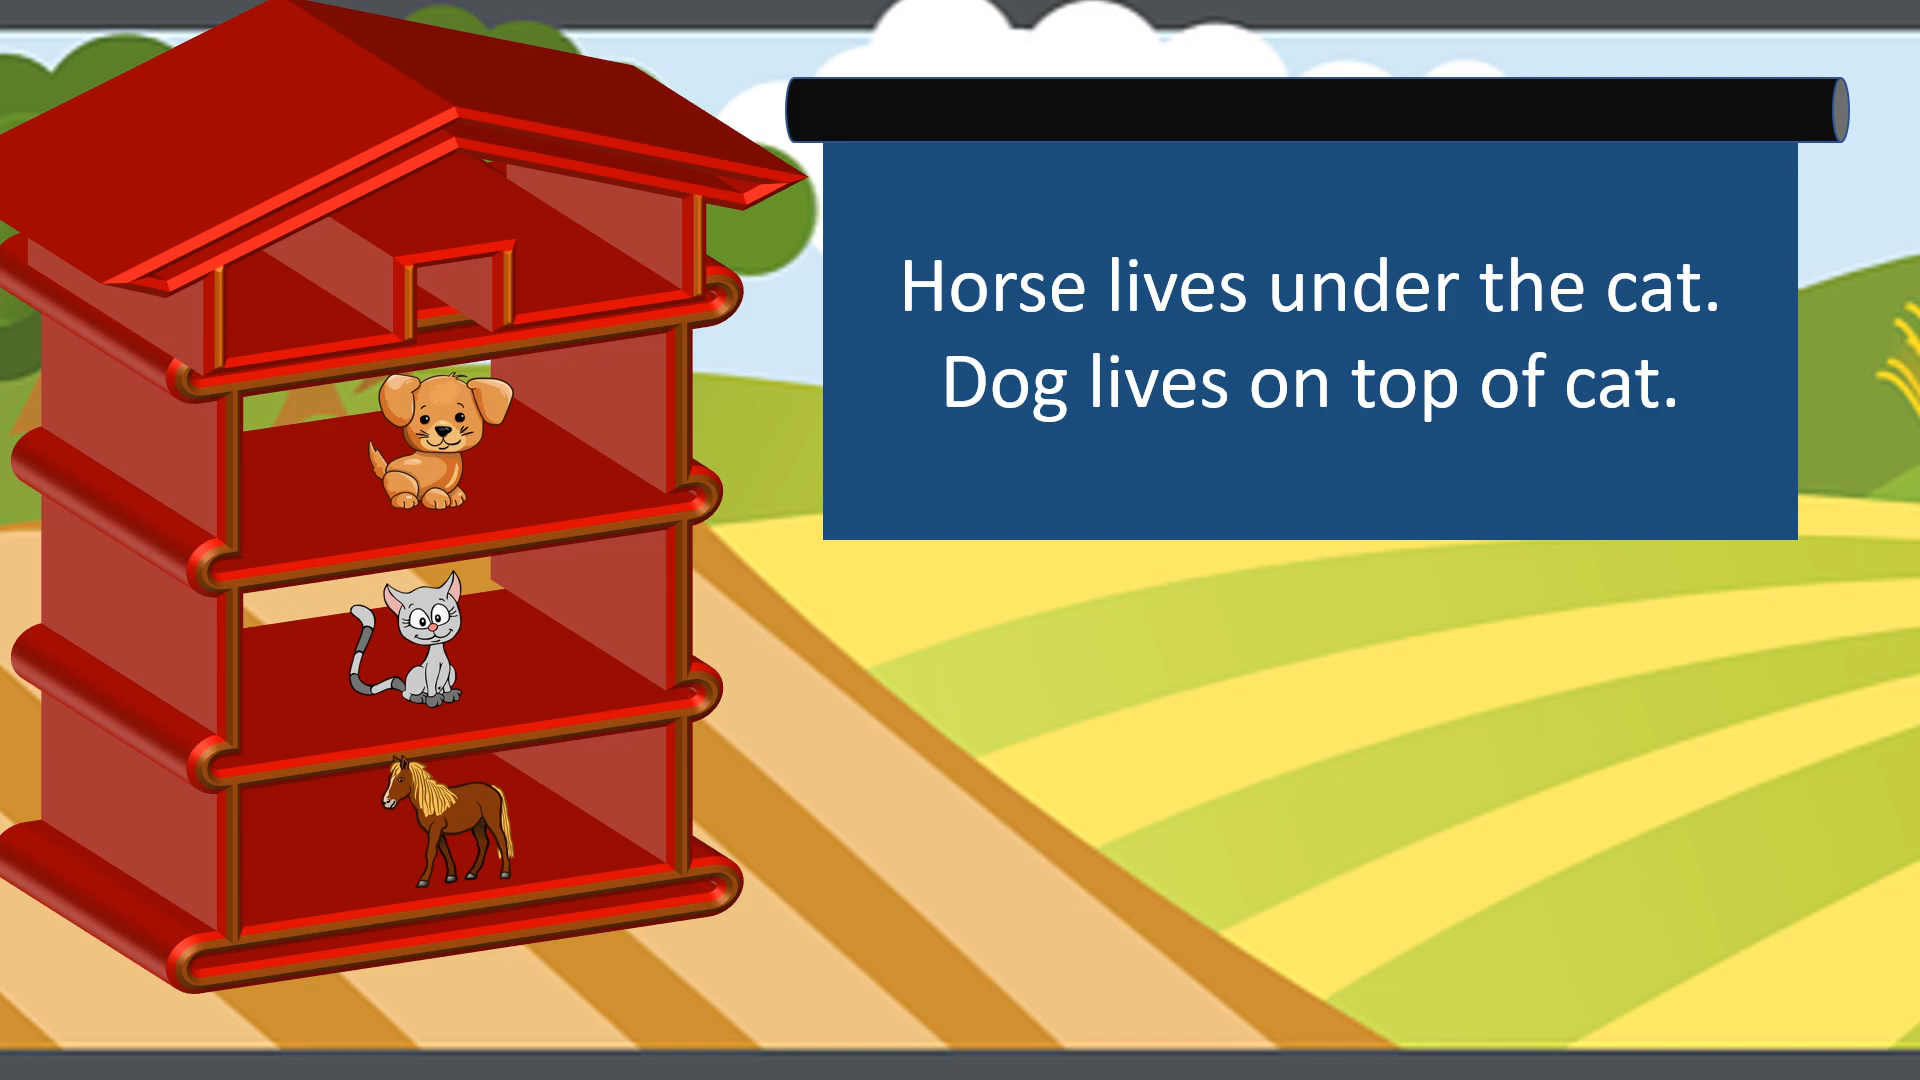 Horse lives under the cat.
Dog lives on top of cat.